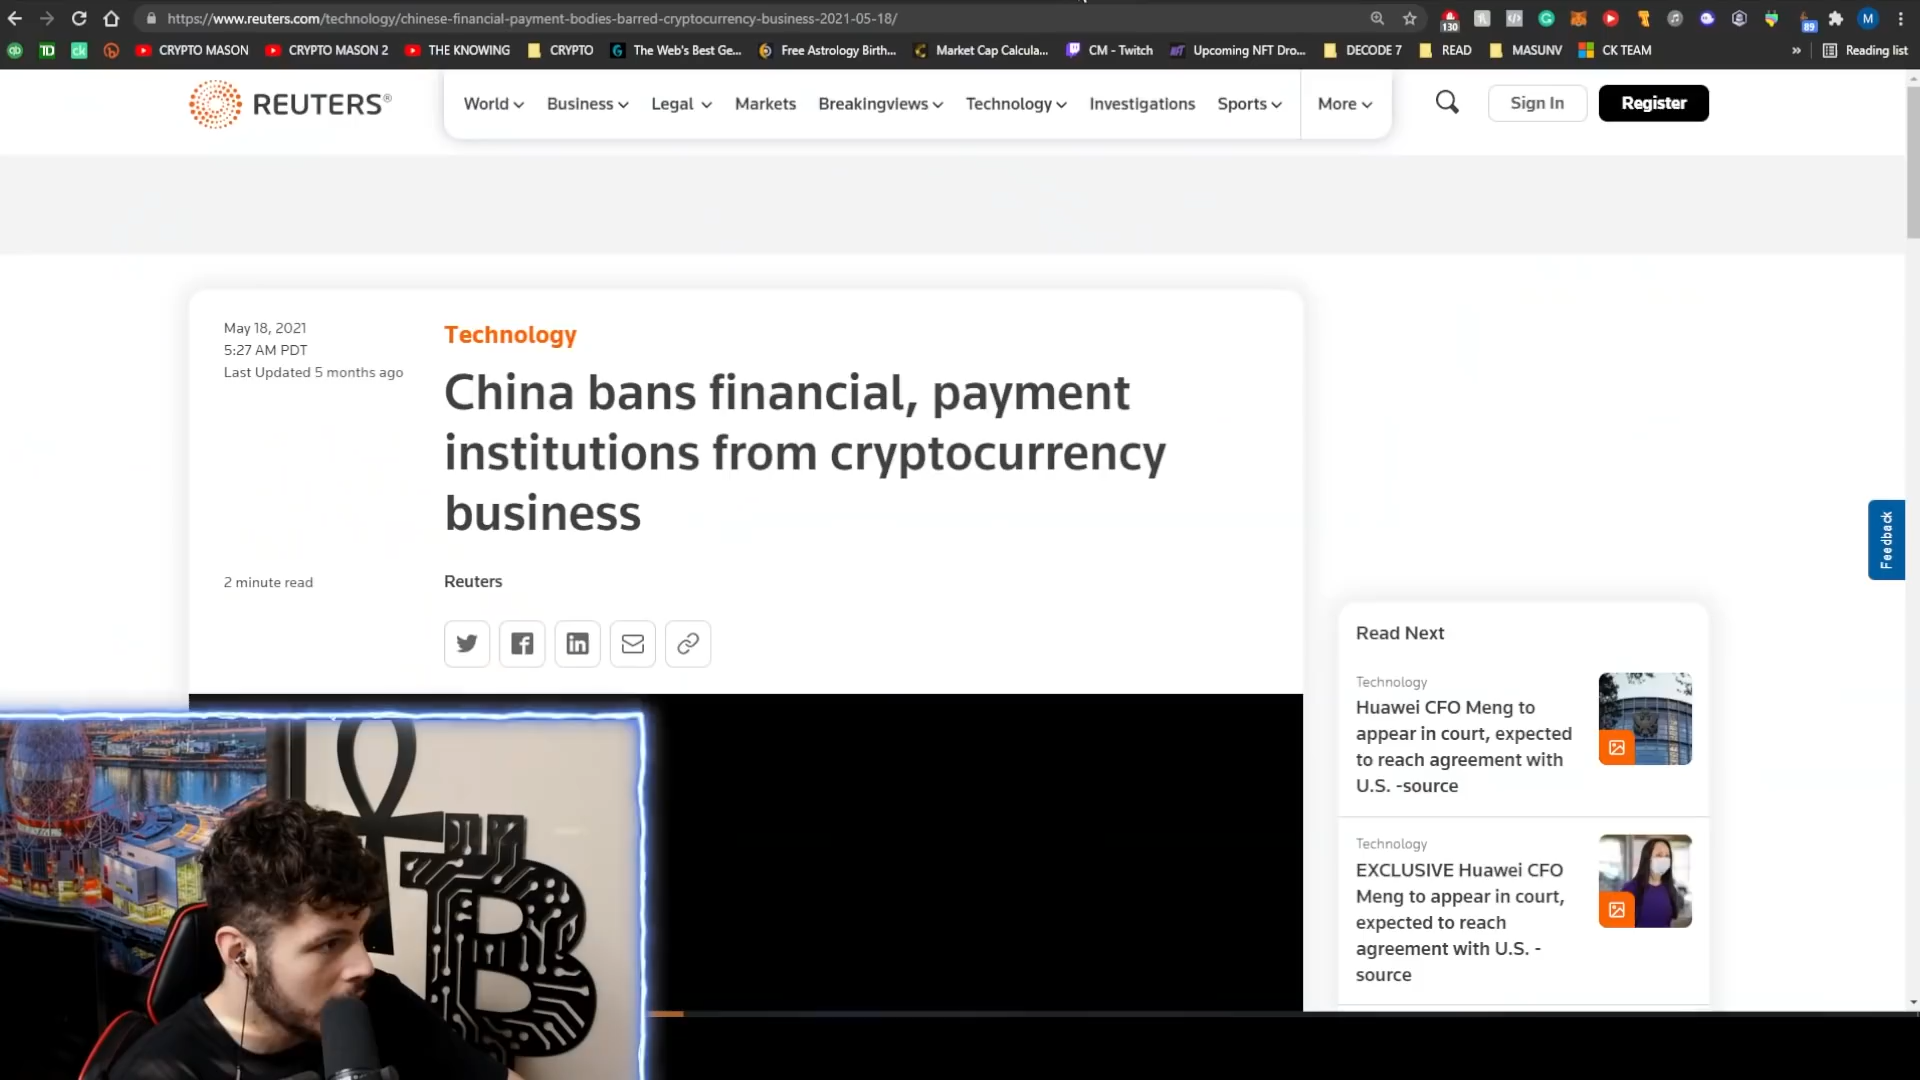 https://www.reuters.com/technology/chinese-financial-payment-bodies-barred-cryptocurrency-business-2021-05-18/
130
89
M
TD
ck
CRYPTO MASON
CRYPTO MASON 2
THE KNOWING
CRYPTO
The Web's Best Ge...
Free Astrology Birth...
Market Cap Calcula...
CM - Twitch
Upcoming NFT Dro...
DECODE 7
READ
MASUNV
CK TEAM
»
Reading list
REUTERS®
World
Business
Legal
Markets
Breakingviews
Technology
Investigations
Sports
More
Sign In
Register
May 18, 2021
5:27 AM PDT
Last Updated 5 months ago
Technology
China bans financial, payment
institutions from cryptocurrency
business
2 minute read
Reuters
Feedback
Read Next
Technology
Huawei CFO Meng to
appear in court, expected
to reach agreement with
U.S. -source
Technology
EXCLUSIVE Huawei CFO
Meng to appear in court,
expected to reach
agreement with U.S. -
source